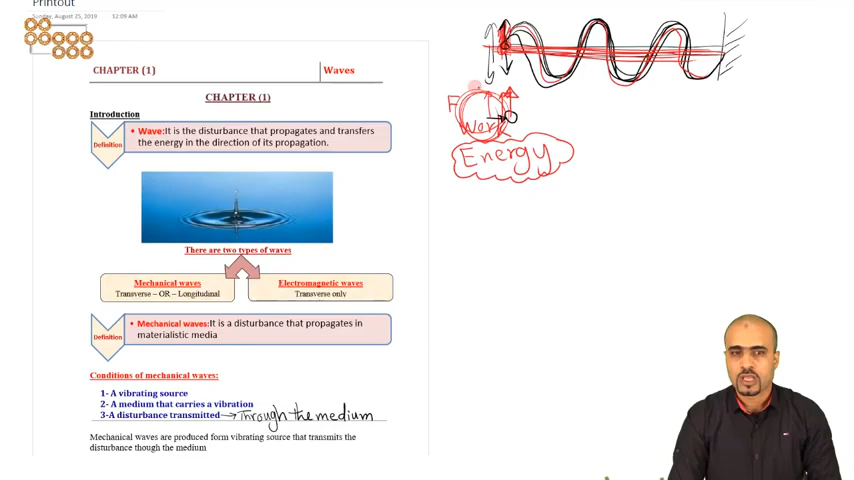 Printout
Sunday, August 25, 2019 12:09 AM
CHAPTER (1)
Waves
CHAPTER (1)
Introduction
Definition
• Wave:It is the disturbance that propagates and transfers
the energy in the direction of its propagation.
There are two types of waves
Mechanical waves
Transverse – OR – Longitudinal
Electromagnetic waves
Transverse only
Definition
• Mechanical waves:It is a disturbance that propagates in
materialistic media
Conditions of mechanical waves:
1- A vibrating source
2- A medium that carries a vibration
3-A disturbance transmitted → Through the medium
Mechanical waves are produced form vibrating source that transmits the
disturbance though the medium
F
Work
Energy